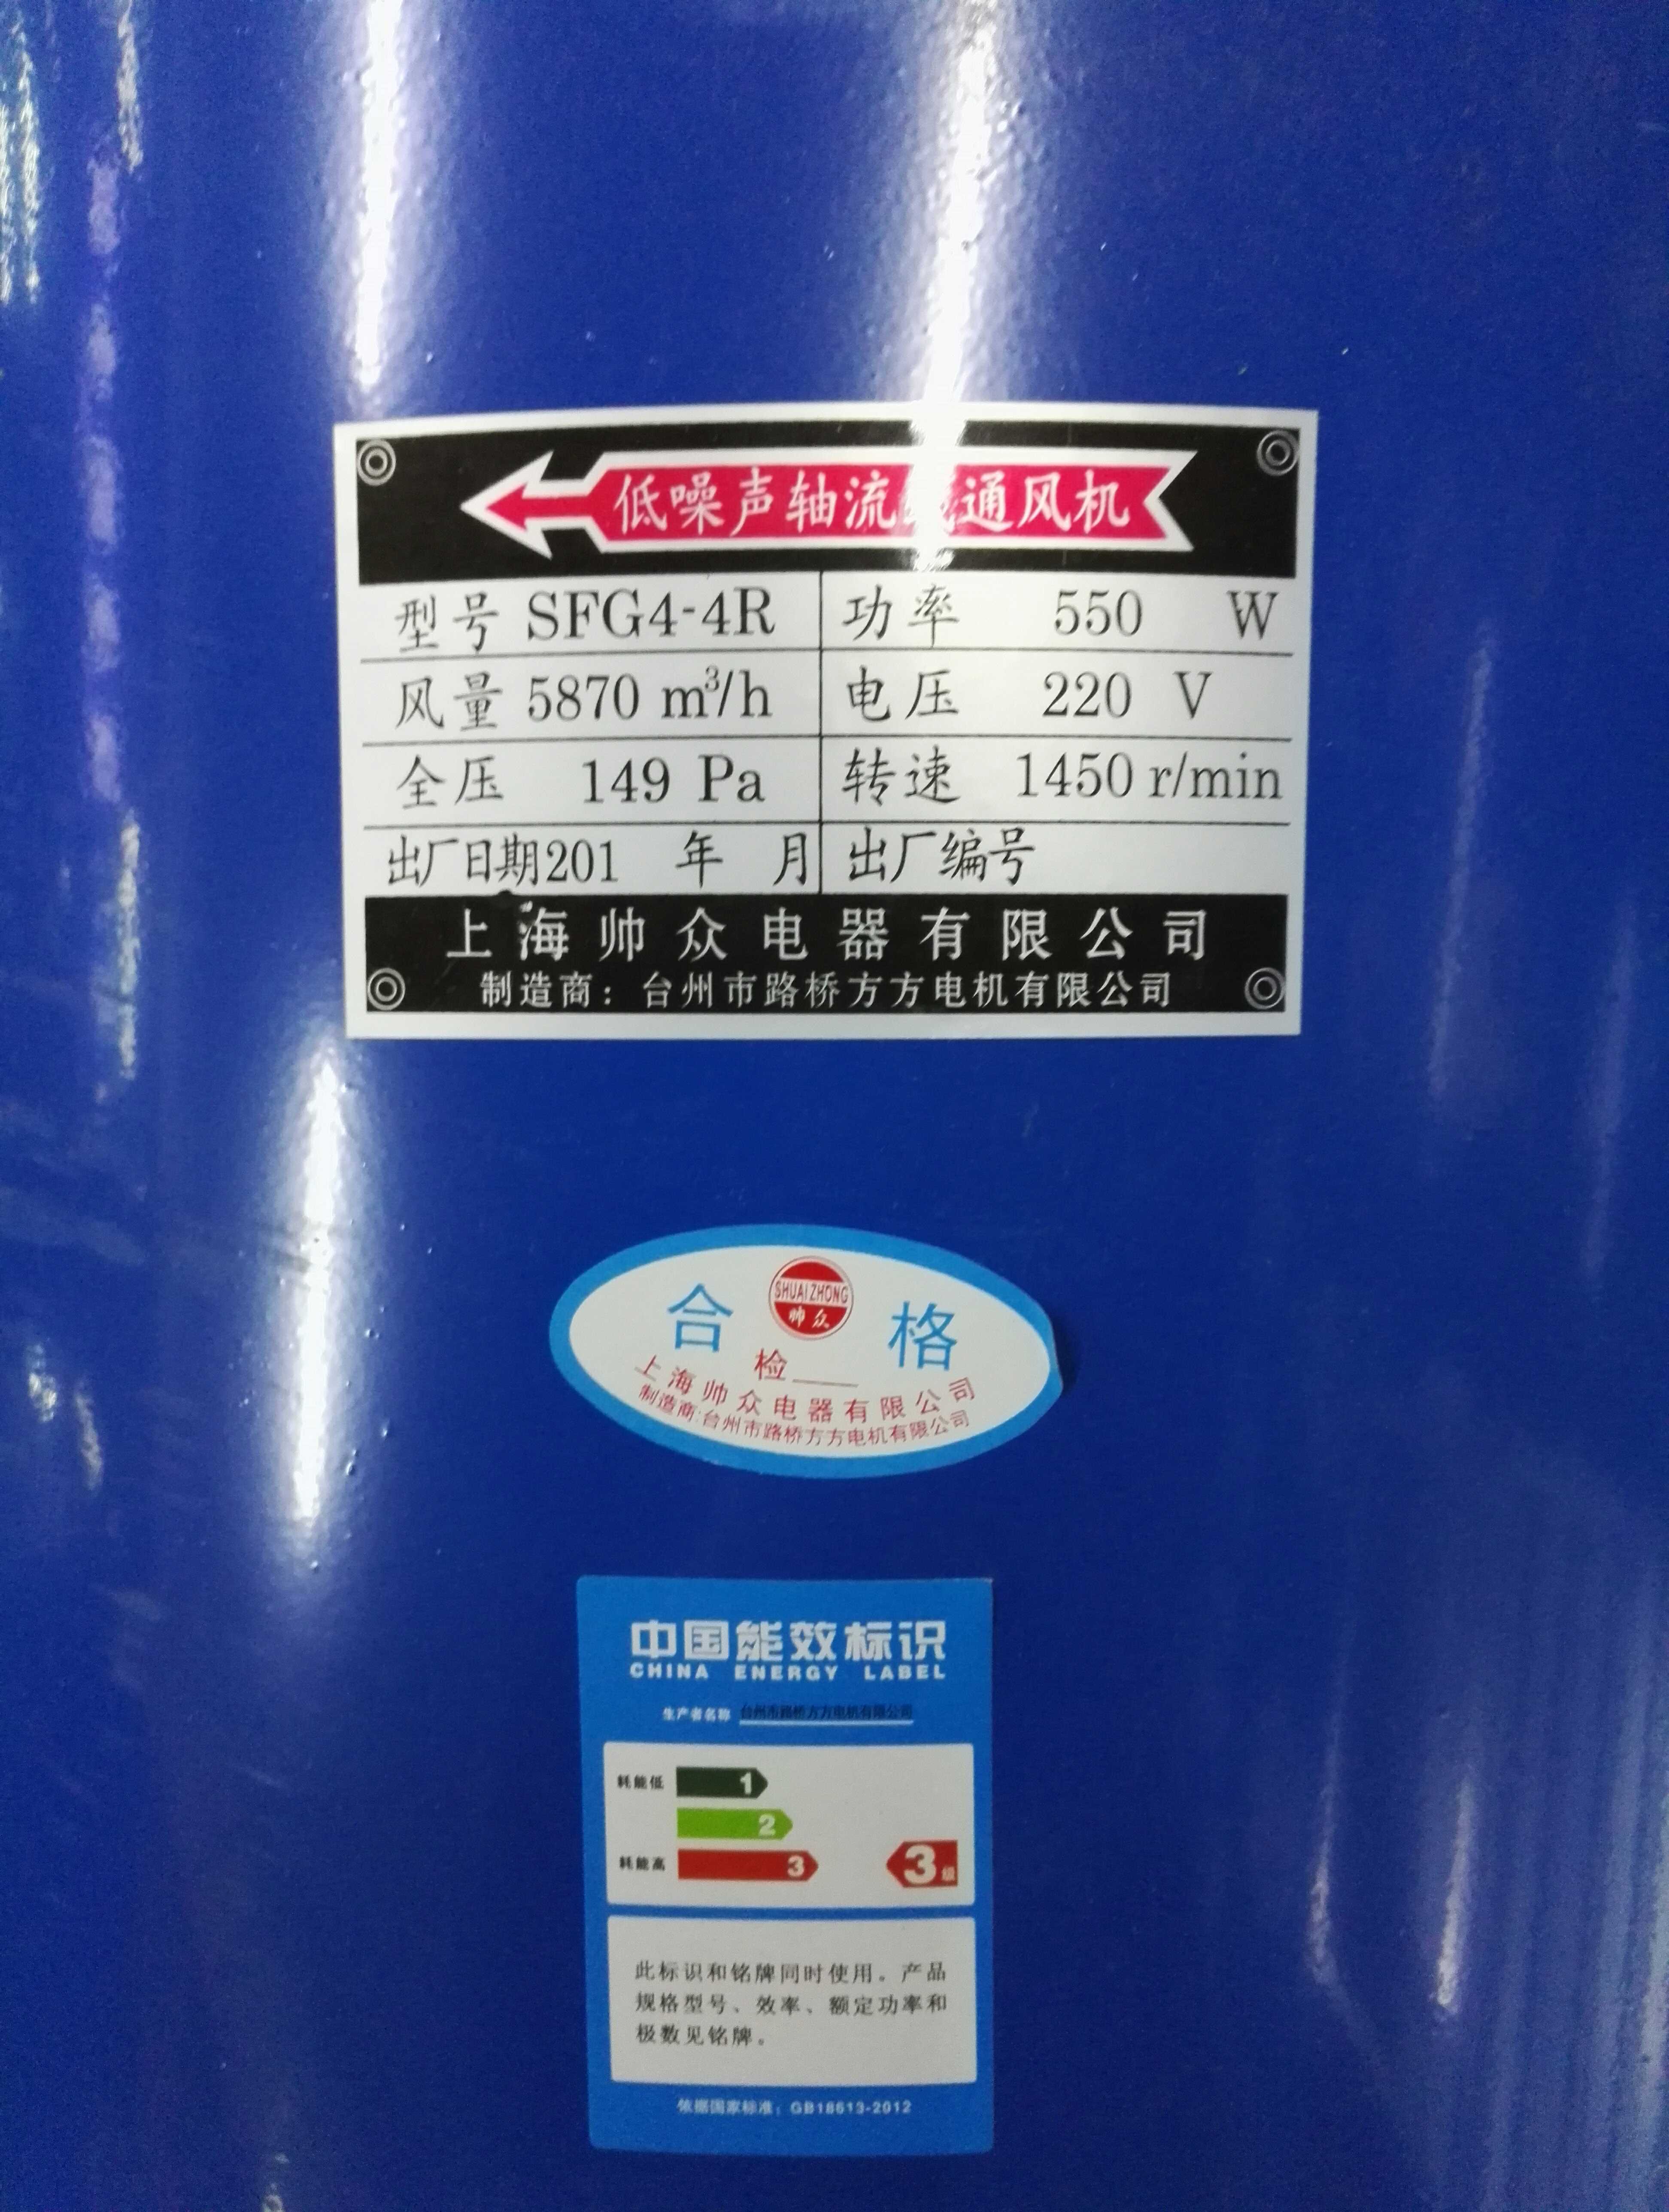 低噪声轴流 通风机
型号 SFG4-4R 功率 550 W
风量 5870 m³/h 电压 220 V
全压 149 Pa 转速 1450 r/min
出厂日期201 年 月 出厂编号
上海帅众电器有限公司
制造商：台州市路桥方方电机有限公司
SHUAIZHONG
帅众
合 格
检
上海帅众电器有限公司
制造商:台州市路桥方方电机有限公司
中国能效标识
CHINA ENERGY LABEL
生产者名称 台州市路桥方方电机有限公司
耗能低 1
2
耗能高 3
3级
此标识和铭牌同时使用。产品
规格型号、效率、额定功率和
极数见铭牌。
依据国家标准：GB18613-2012